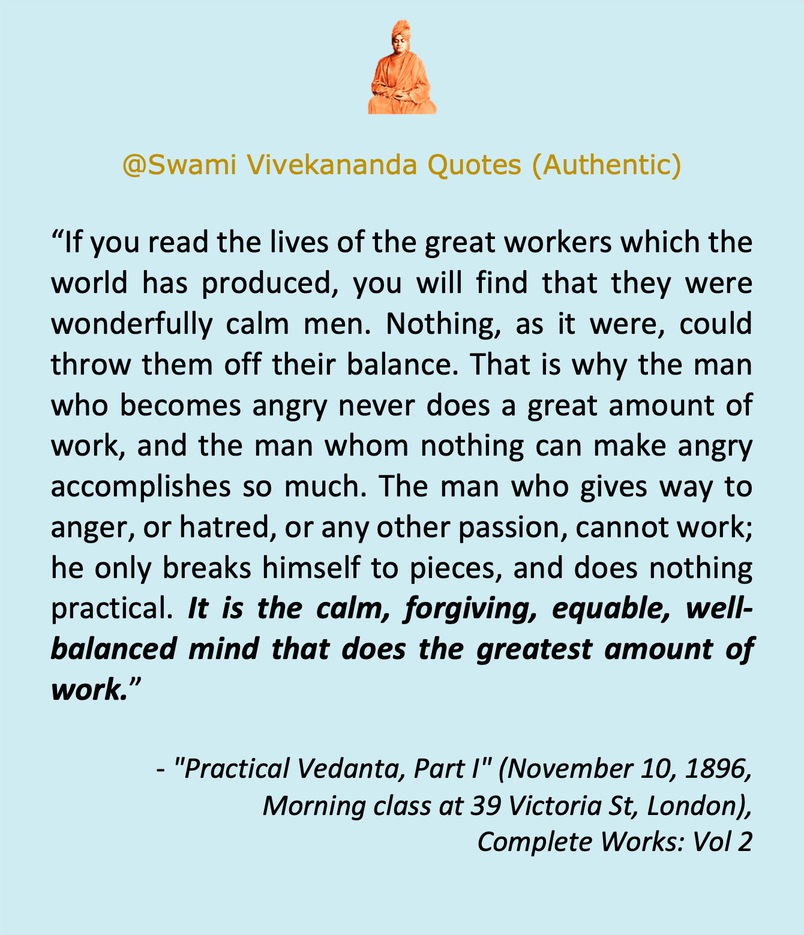 @Swami Vivekananda Quotes (Authentic)
“If you read the lives of the great workers which the
world has produced, you will find that they were
wonderfully calm men. Nothing, as it were, could
throw them off their balance. That is why the man
who becomes angry never does a great amount of
work, and the man whom nothing can make angry
accomplishes so much. The man who gives way to
anger, or hatred, or any other passion, cannot work;
he only breaks himself to pieces, and does nothing
practical. It is the calm, forgiving, equable, well-
balanced mind that does the greatest amount of
work.”
- "Practical Vedanta, Part I" (November 10, 1896,
Morning class at 39 Victoria St, London),
Complete Works: Vol 2